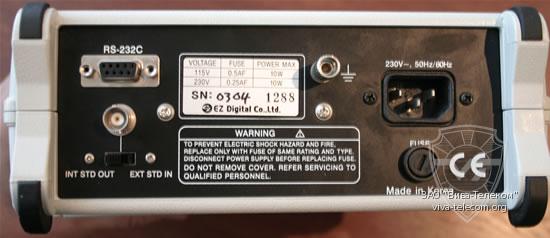 RS-232C
VOLTAGE FUSE POWER MAX
115V 0.5AF 10W
230V 0.25AF 10W
SN: 0304 1288
EZ Digital Co., Ltd.
230V~, 50Hz/60Hz
INT STD OUT EXT STD IN
WARNING
TO PREVENT ELECTRIC SHOCK HAZARD AND FIRE,
REPLACE ONLY WITH FUSE OF SAME RATING AND TYPE.
DISCONNECT POWER SUPPLY BEFORE REPLACING FUSE.
DO NOT REMOVE COVER. REFER SERVICING TO
QUALIFIED PERSONNEL.
FUSE
CE
Made in Korea
ЗАО "Вива-Телеком"
viva-telecom.org